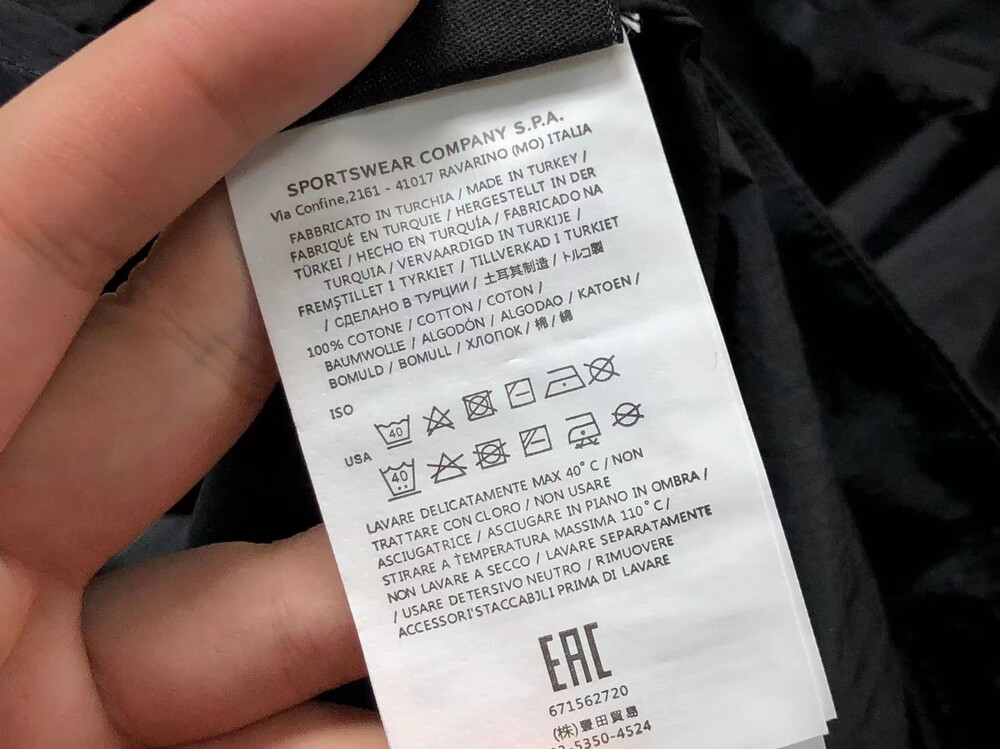 SPORTSWEAR COMPANY S.P.A.
Via Confine,2161 - 41017 RAVARINO (MO) ITALIA
FABBRICATO IN TURCHIA / MADE IN TURKEY /
FABRIQUÉ EN TURQUIE / HERGESTELLT IN DER
TÜRKEI / HECHO EN TURQUÍA / FABRICADO NA
TURQUIA / VERVAARDIGD IN TURKIJE /
FREMSTILLET I TYRKIET / TILLVERKAD I TURKIET
/ СДЕЛАНО В ТУРЦИИ / 土耳其制造 / トルコ製
100% COTONE / COTTON / COTON /
BAUMWOLLE / ALGODÓN / ALGODAO / KATOEN /
BOMULD / BOMULL / ХЛОПОК / 棉 / 綿
ISO
40
USA
40
LAVARE DELICATAMENTE MAX 40° C / NON
TRATTARE CON CLORO / NON USARE
ASCIUGATRICE / ASCIUGARE IN PIANO IN OMBRA /
STIRARE A TEMPERATURA MASSIMA 110° C /
NON LAVARE A SECCO / LAVARE SEPARATAMENTE
/ USARE DETERSIVO NEUTRO / RIMUOVERE
ACCESSORI STACCABILI PRIMA DI LAVARE
EAC
671562720
(株)豊田貿易
-5350-4524